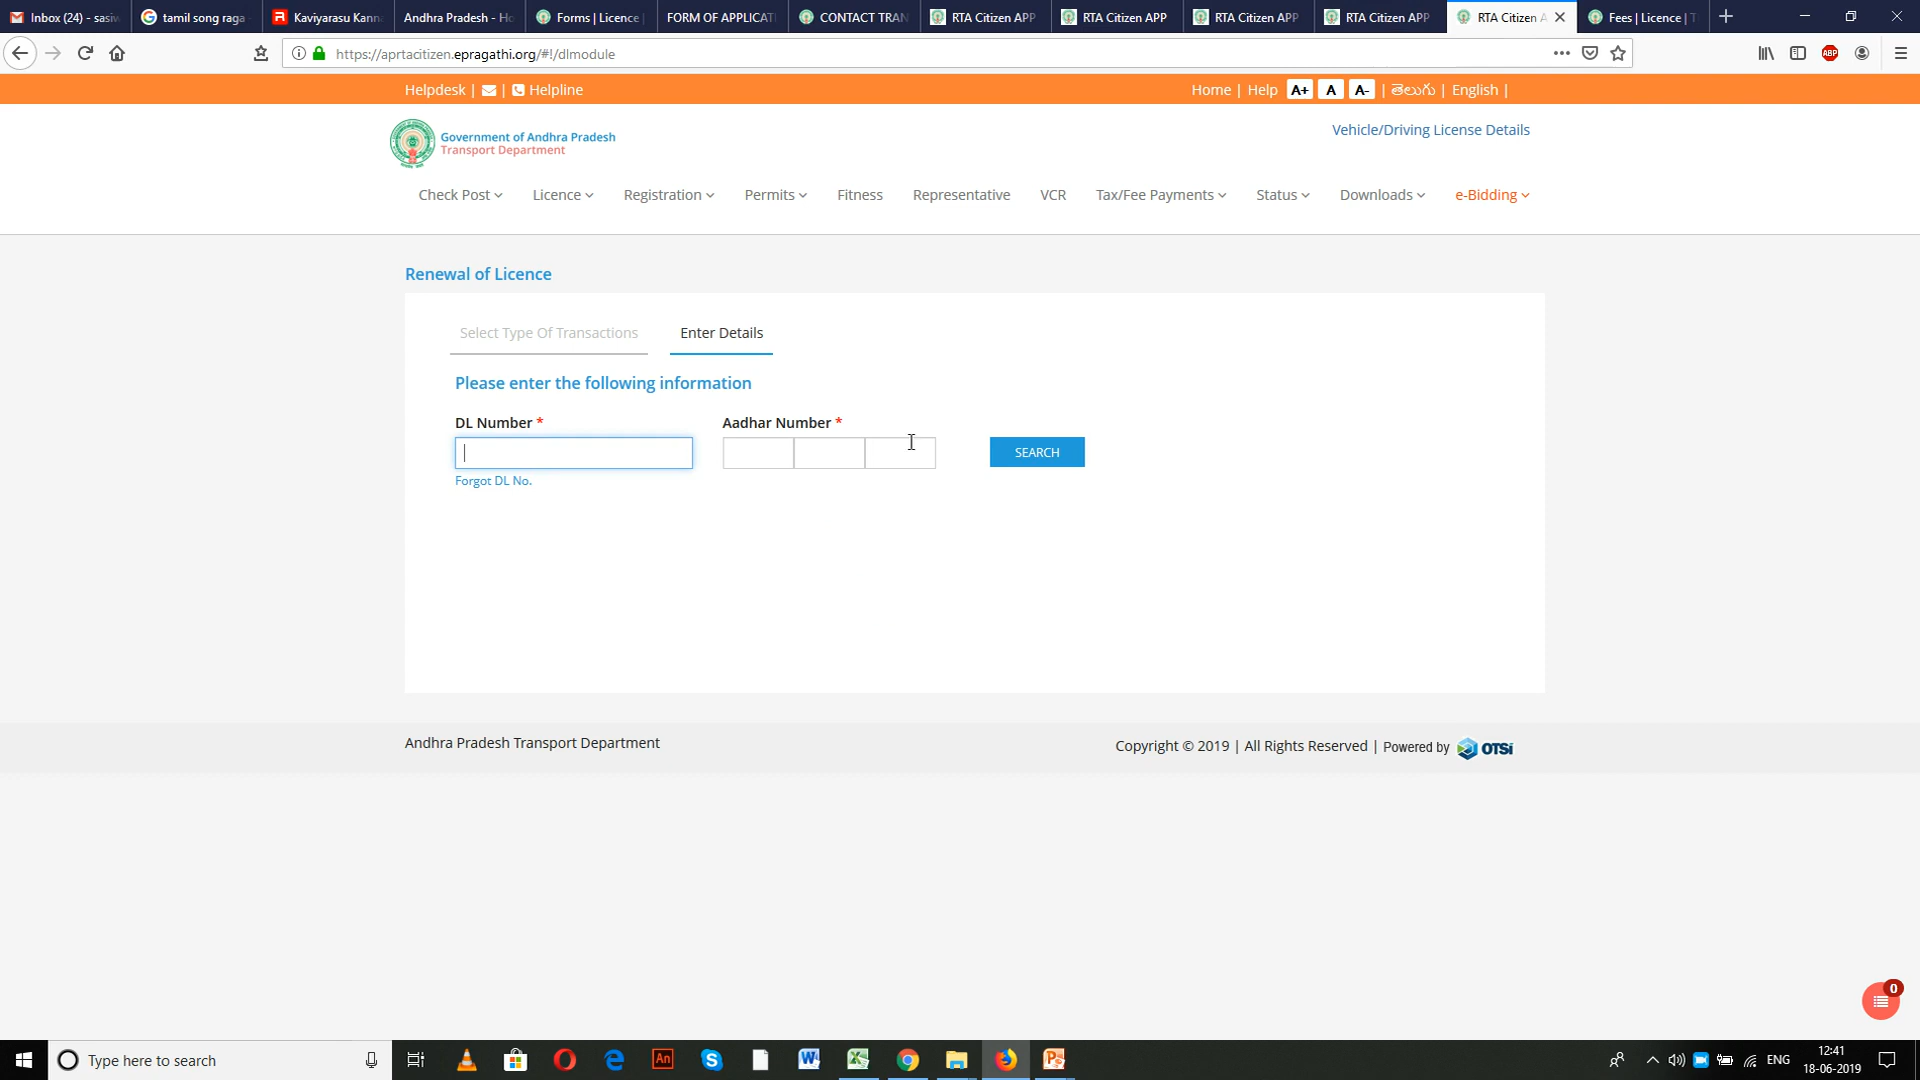 Inbox (24) - sasiw
tamil song raga
Kaviyarasu Kann
Andhra Pradesh - Ho
Forms | Licence
FORM OF APPLICAT
CONTACT TRAN
RTA Citizen APP
RTA Citizen APP
RTA Citizen APP
RTA Citizen APP
RTA Citizen A
Fees | Licence | T
https://aprtacitizen.epragathi.org/#!/dlmodule
ABP
Helpdesk | | Helpline
Home | Help A+ A A- | తెలుగు | English |
Government of Andhra Pradesh
Transport Department
Vehicle/Driving License Details
Check Post Licence Registration Permits Fitness Representative VCR Tax/Fee Payments Status Downloads e-Bidding
Renewal of Licence
Select Type Of Transactions Enter Details
Please enter the following information
DL Number * Aadhar Number *
SEARCH
Forgot DL No.
Andhra Pradesh Transport Department
Copyright © 2019 | All Rights Reserved | Powered by OTSi
0
Type here to search
An
ENG
12:41
18-06-2019